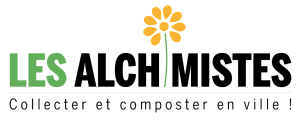 LES ALCHIMISTES
Collecter et composter en ville !